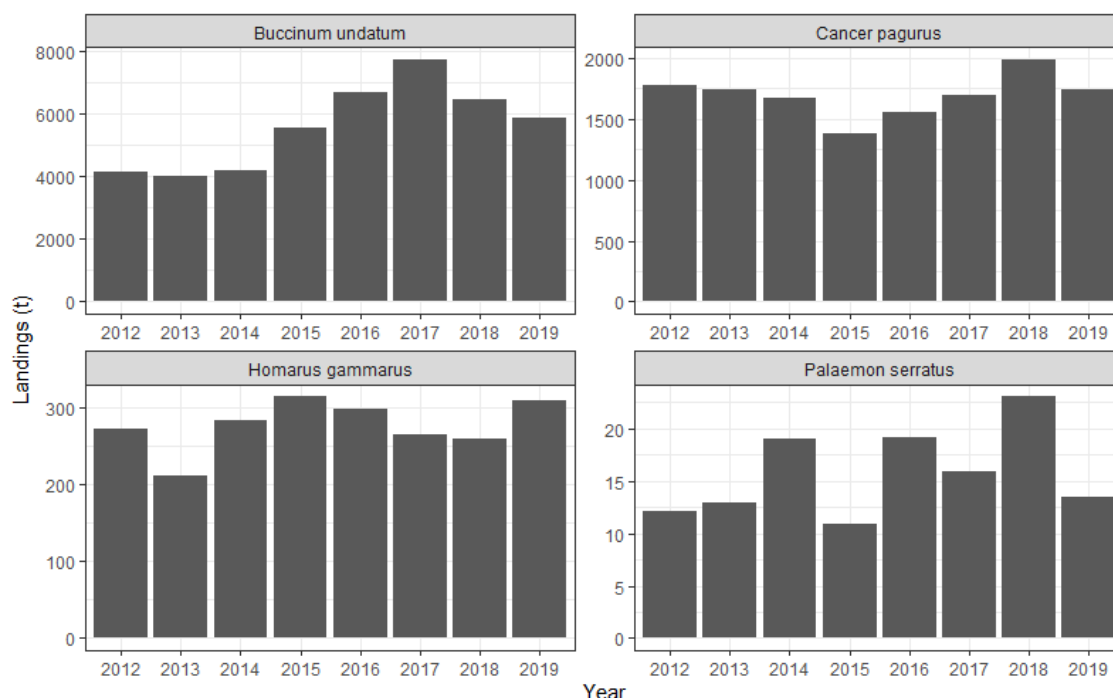 Buccinum undatum
Cancer pagurus
8000
6000
4000
2000
0
2000
1500
1000
500
0
2012 2013 2014 2015 2016 2017 2018 2019
2012 2013 2014 2015 2016 2017 2018 2019
Landings (t)
Homarus gammarus
Palaemon serratus
300
200
100
0
20
15
10
5
0
2012 2013 2014 2015 2016 2017 2018 2019
2012 2013 2014 2015 2016 2017 2018 2019
Year